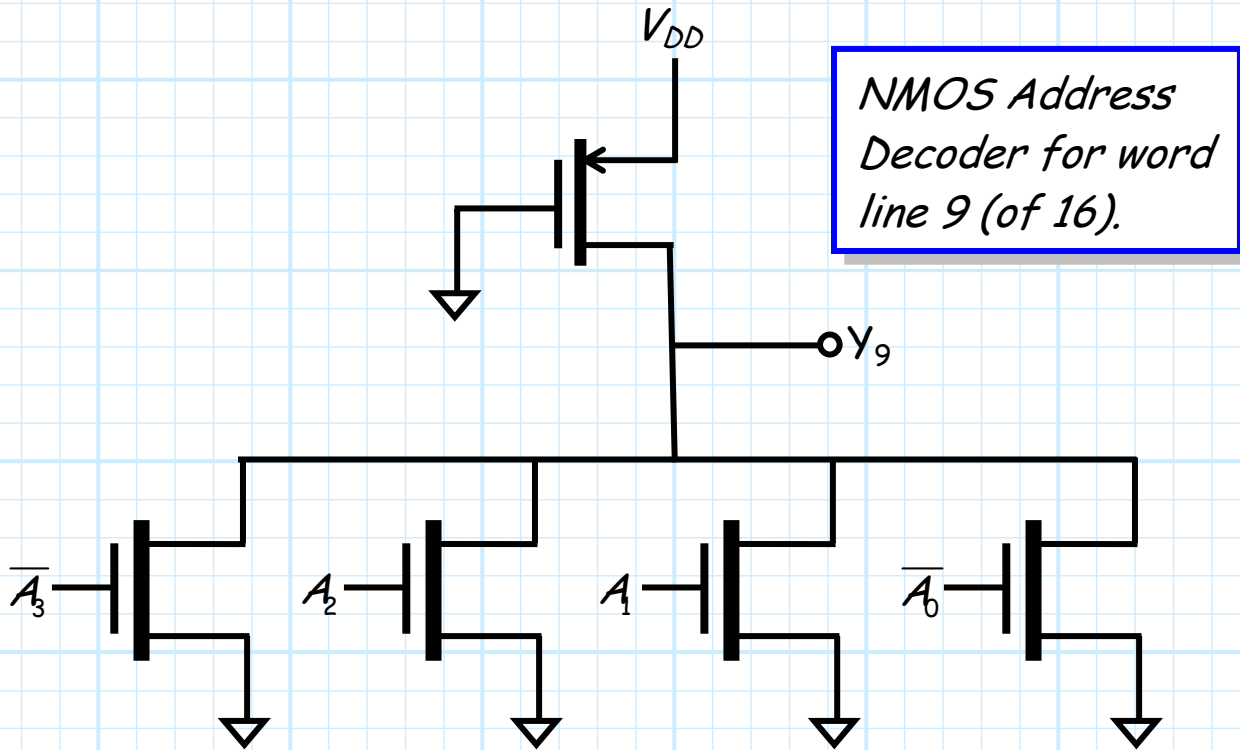 V_DD
NMOS Address
Decoder for word
line 9 (of 16).
Y_9
A̅_3 A_2 A_1 A̅_0